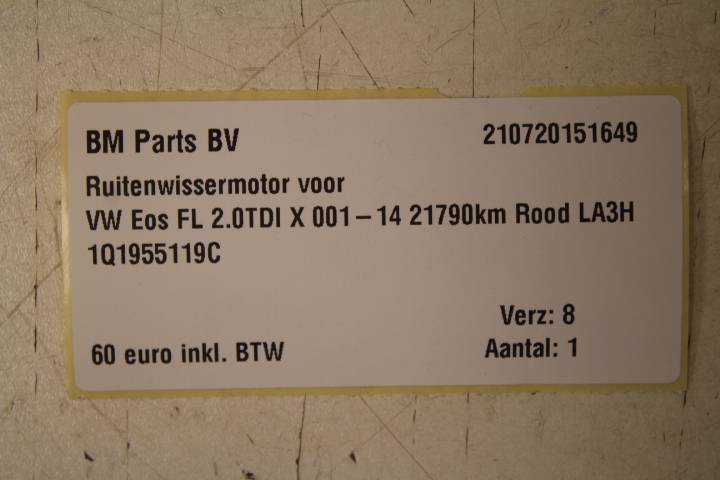 BM Parts BV 210720151649
Ruitenwissermotor voor
VW Eos FL 2.0TDI X 001-14 21790km Rood LA3H
1Q1955119C
Verz: 8
60 euro inkl. BTW Aantal: 1